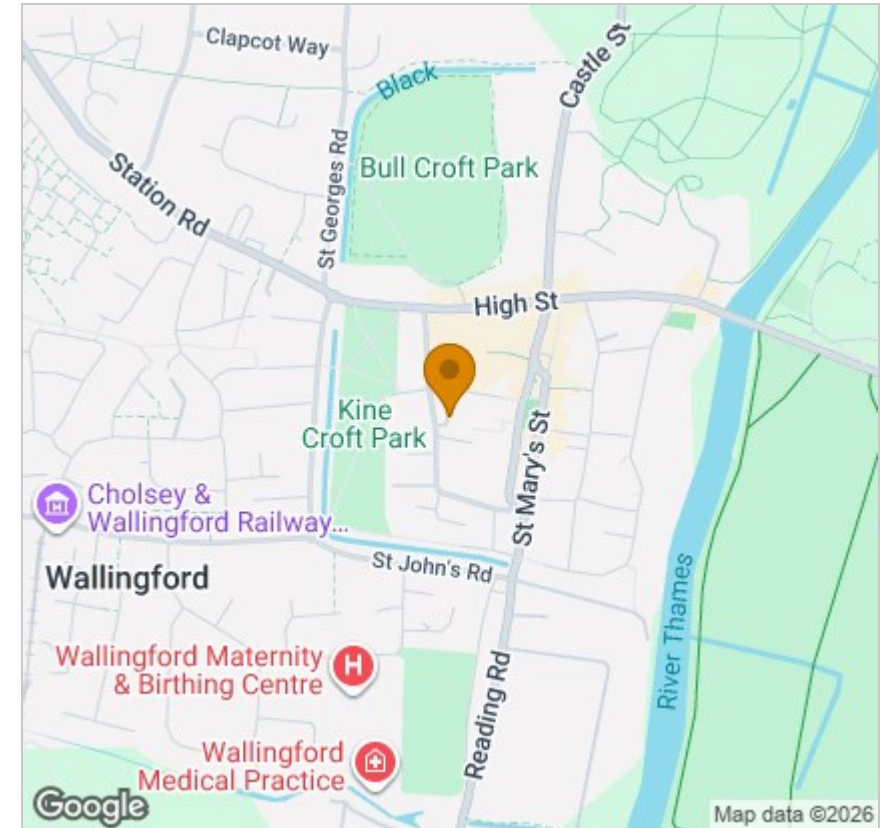 Clapcot Way
Black
Castle St
Station Rd
St Georges Rd
Bull Croft Park
High St
Kine
Croft Park
St Mary's St
Cholsey &
Wallingford Railway...
St John's Rd
Wallingford
River Thames
Wallingford Maternity
& Birthing Centre
H
Reading Rd
Wallingford
Medical Practice
Google
Map data ©2026